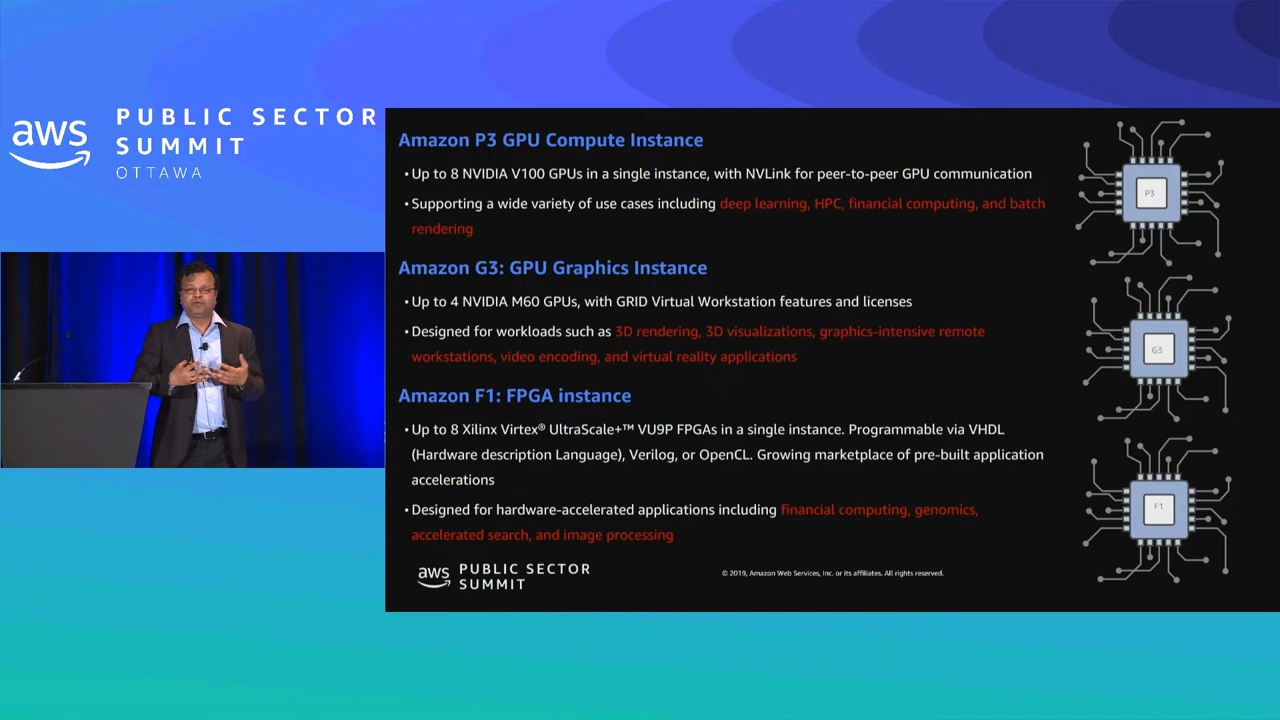 aws
PUBLIC SECTOR
SUMMIT
OTTAWA
Amazon P3 GPU Compute Instance
•Up to 8 NVIDIA V100 GPUs in a single instance, with NVLink for peer-to-peer GPU communication
•Supporting a wide variety of use cases including deep learning, HPC, financial computing, and batch
rendering
P3
Amazon G3: GPU Graphics Instance
•Up to 4 NVIDIA M60 GPUs, with GRID Virtual Workstation features and licenses
•Designed for workloads such as 3D rendering, 3D visualizations, graphics-intensive remote
workstations, video encoding, and virtual reality applications
G3
Amazon F1: FPGA instance
•Up to 8 Xilinx Virtex® UltraScale+™ VU9P FPGAs in a single instance. Programmable via VHDL
(Hardware description Language), Verilog, or OpenCL. Growing marketplace of pre-built application
accelerations
•Designed for hardware-accelerated applications including financial computing, genomics,
accelerated search, and image processing
F1
aws
PUBLIC SECTOR
SUMMIT
© 2019, Amazon Web Services, Inc. or its affiliates. All rights reserved.